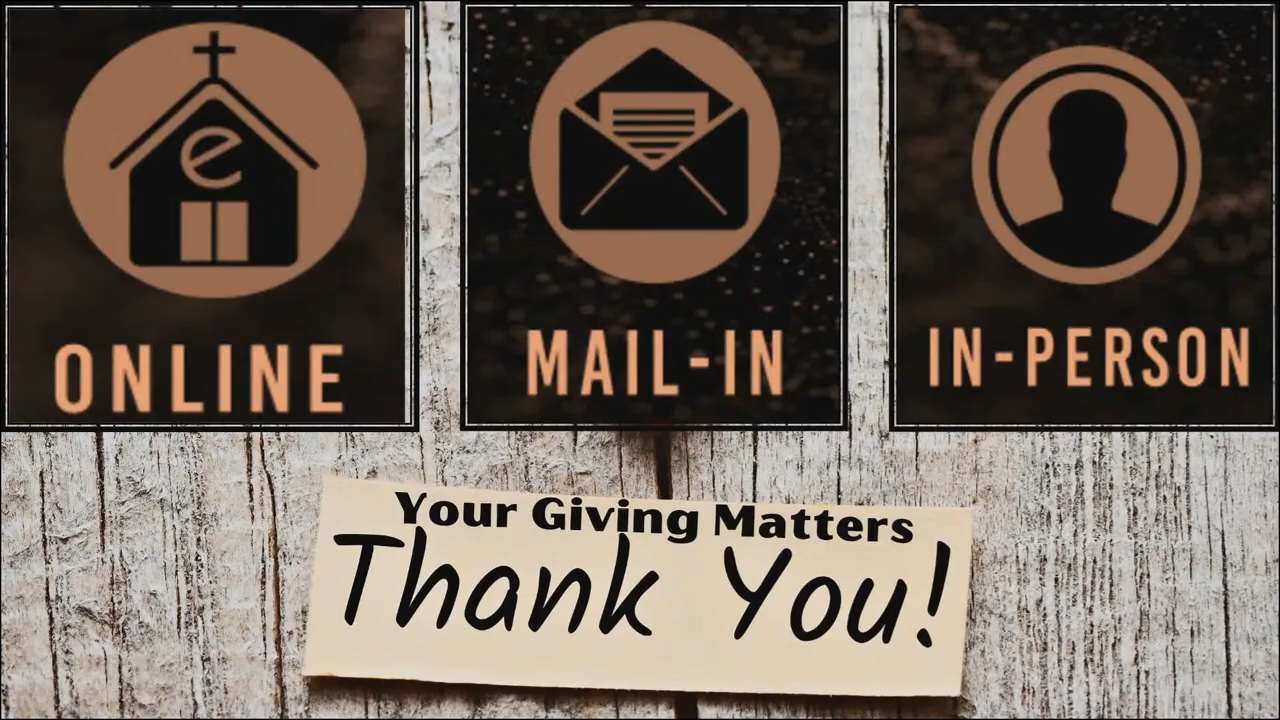 e
ONLINE
MAIL-IN
IN-PERSON
Your Giving Matters
Thank You!